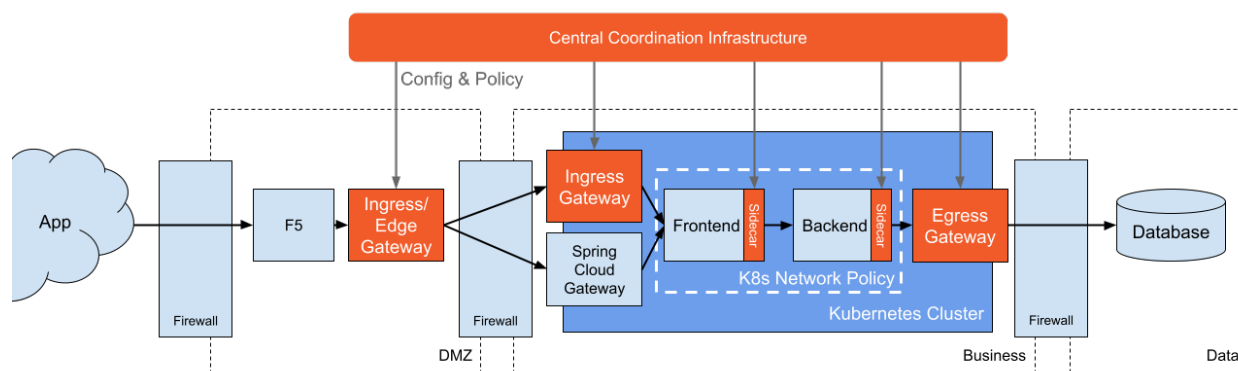 Central Coordination Infrastructure
Config & Policy
App
Firewall
F5
Ingress/
Edge
Gateway
DMZ
Firewall
Ingress
Gateway
Spring
Cloud
Gateway
Frontend
Sidecar
Backend
Sidecar
K8s Network Policy
Egress
Gateway
Kubernetes Cluster
Business
Firewall
Database
Data